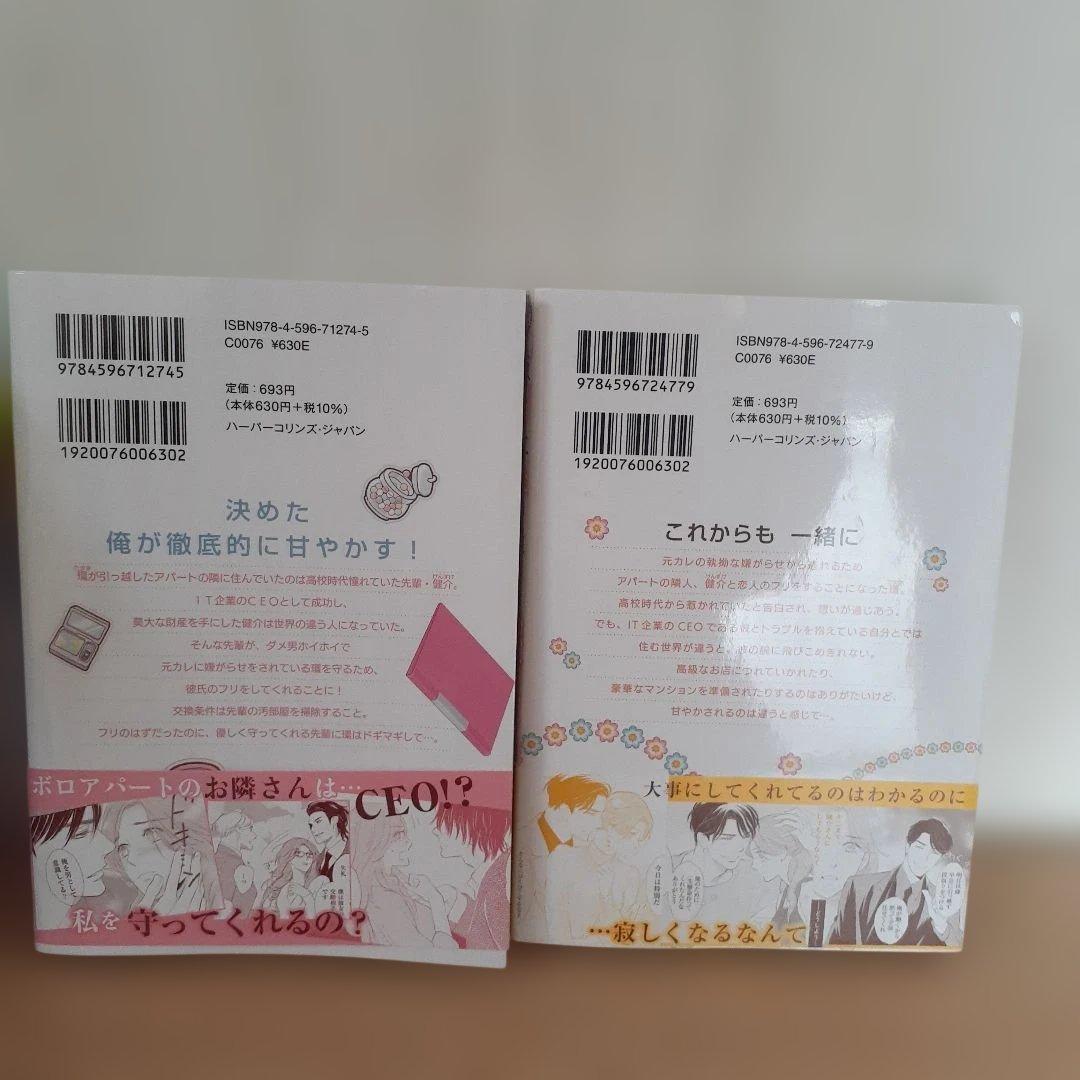 ISBN978-4-596-71274-5
C0076 ¥630E
9784596712745
定価：693円
（本体630円＋税10%）
ハーパーコリンズ・ジャパン
1920076006302
決めた
俺が徹底的に甘やかす！
環が引っ越したアパートの隣に住んでいたのは高校時代憧れていた先輩・健介。
IT企業のCEOとして成功し、
莫大な財産を手にした健介は世界の違う人になっていた。
そんな先輩が、ダメ男ホイホイで
元カレに嫌がらせをされている環を守るため、
彼氏のフリをしてくれることに！
交換条件は先輩の汚部屋を掃除すること。
フリのはずだったのに、優しく守ってくれる先輩に環はドギマギして…。
ボロアパートのお隣さんは…
CEO!?
俺を男として
意識してる？
ドキ
失礼
私を守ってくれるの？
ISBN978-4-596-72477-9
C0076 ¥630E
9784596724779
定価：693円
（本体630円＋税10%）
ハーパーコリンズ・ジャパン
1920076006302
これからも 一緒に
元カレの執拗な嫌がらせから逃れるため
アパートの隣人、健介と恋人のフリをすることになった環。
高校時代から惹かれていたと告白され、想いが通じあう。
でも、IT企業のCEOである彼とトラブルを抱えている自分とでは
住む世界が違うと、彼の腕に飛びこめきれない。
高級なお店につれていかれたり、
豪華なマンションを準備されたりするのはありがたいけど、
甘やかされるのは違うと感じて…。
大事にしてくれてるのはわかるのに
今日は特別だ
…寂しくなるなんて